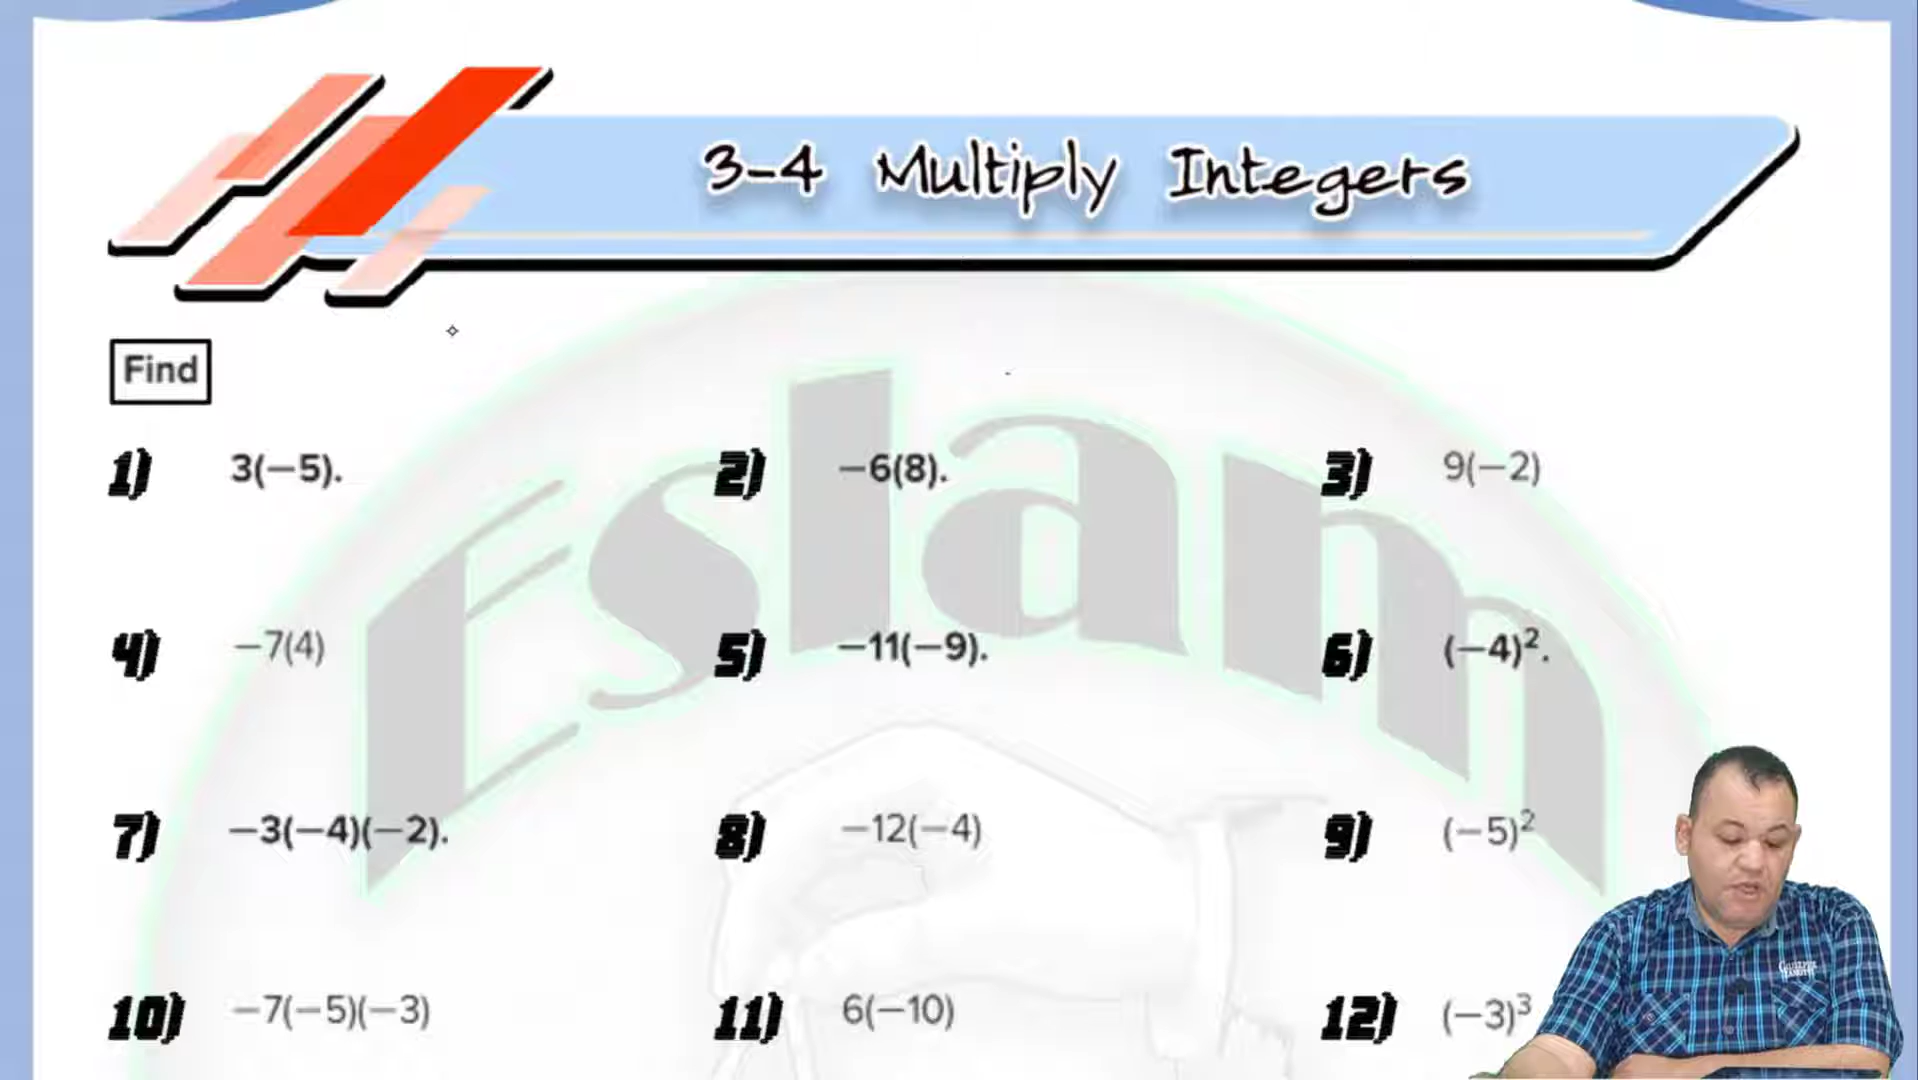 3-4 Multiply Integers
Find
1) 3(−5). 2) −6(8). 3) 9(−2)
4) −7(4) 5) −11(−9). 6) (−4)².
7) −3(−4)(−2). 8) −12(−4) 9) (−5)²
10) −7(−5)(−3) 11) 6(−10) 12) (−3)³
Eslam